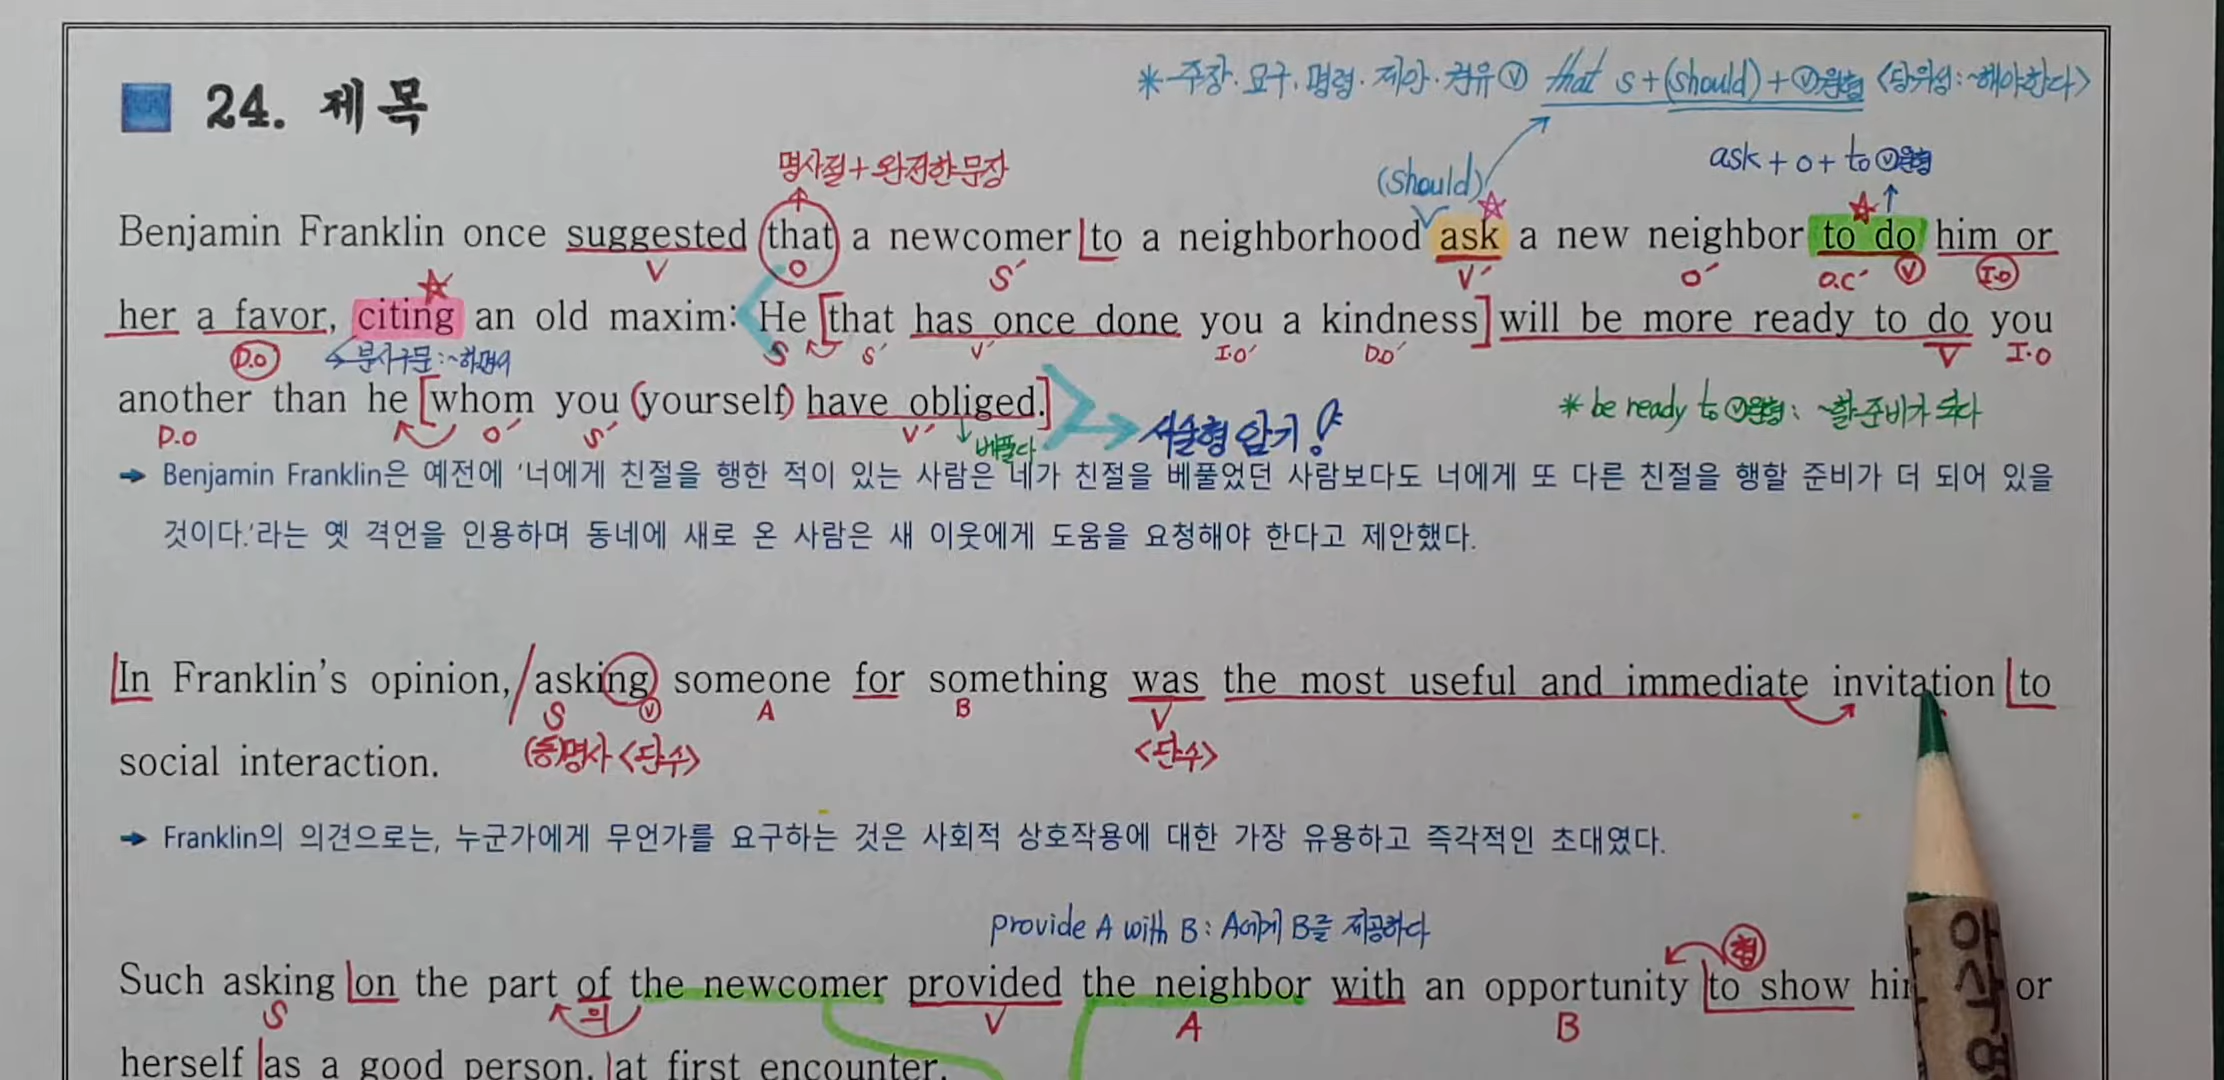 24. 제목
* 주장·요구·명령·제안·권유 ⓥ that s+(should)+ⓥ원형 <당위성:~해야한다>
명사절+완전한문장
(should)
ask+o+to ⓥ원형
Benjamin Franklin once suggested that a newcomer to a neighborhood ask a new neighbor to do him or
V O S′ V′ O′ O.C′ ⓥ I.O
her a favor, citing an old maxim: He [that has once done you a kindness] will be more ready to do you
D.O 분사구문:~하면서 S S′ V′ I.O′ D.O′ V I.O
another than he [whom you (yourself) have obliged.]
D.O O′ S′ V′ 베풀다
서술형 암기!
* be ready to ⓥ원형: ~할 준비가 되다
➔ Benjamin Franklin은 예전에 '너에게 친절을 행한 적이 있는 사람은 네가 친절을 베풀었던 사람보다도 너에게 또 다른 친절을 행할 준비가 더 되어 있을
것이다.'라는 옛 격언을 인용하며 동네에 새로 온 사람은 새 이웃에게 도움을 요청해야 한다고 제안했다.
In Franklin's opinion, / asking someone for something was the most useful and immediate invitation to
S ⓥ A B V
social interaction.
(동)명사 <단수> <단수>
➔ Franklin의 의견으로는, 누군가에게 무언가를 요구하는 것은 사회적 상호작용에 대한 가장 유용하고 즉각적인 초대였다.
provide A with B: A에게 B를 제공하다
형
Such asking on the part of the newcomer provided the neighbor with an opportunity to show or
S 의 V A B
herself as a good person, at first encounter.